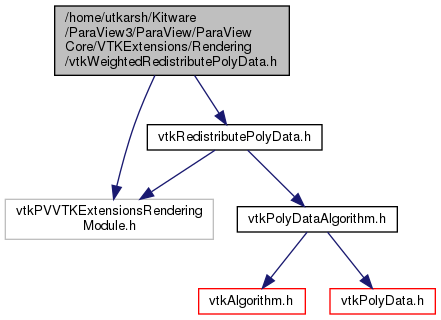 /home/utkarsh/Kitware
/ParaView3/ParaView/ParaView
Core/VTKExtensions/Rendering
/vtkWeightedRedistributePolyData.h
vtkRedistributePolyData.h
vtkPVVTKExtensionsRendering
Module.h
vtkPolyDataAlgorithm.h
vtkAlgorithm.h
vtkPolyData.h